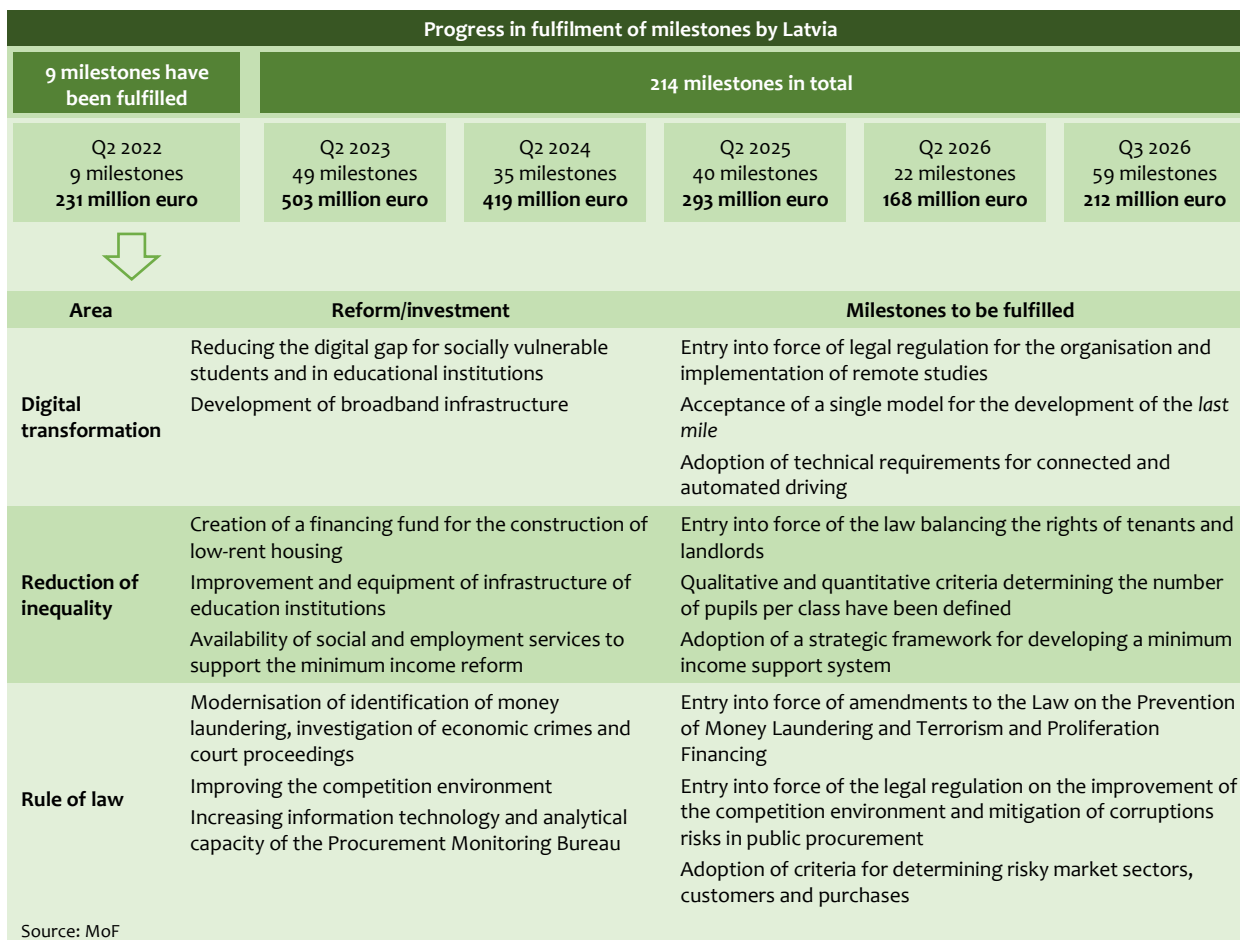 Progress in fulfilment of milestones by Latvia
9 milestones have
been fulfilled
214 milestones in total
Q2 2022
9 milestones
231 million euro
Q2 2023
49 milestones
503 million euro
Q2 2024
35 milestones
419 million euro
Q2 2025
40 milestones
293 million euro
Q2 2026
22 milestones
168 million euro
Q3 2026
59 milestones
212 million euro
Area
Reform/investment
Milestones to be fulfilled
Digital
transformation
Reducing the digital gap for socially vulnerable
students and in educational institutions
Development of broadband infrastructure
Entry into force of legal regulation for the organisation and
implementation of remote studies
Acceptance of a single model for the development of the last
mile
Adoption of technical requirements for connected and
automated driving
Reduction of
inequality
Creation of a financing fund for the construction of
low-rent housing
Improvement and equipment of infrastructure of
education institutions
Availability of social and employment services to
support the minimum income reform
Entry into force of the law balancing the rights of tenants and
landlords
Qualitative and quantitative criteria determining the number
of pupils per class have been defined
Adoption of a strategic framework for developing a minimum
income support system
Rule of law
Modernisation of identification of money
laundering, investigation of economic crimes and
court proceedings
Improving the competition environment
Increasing information technology and analytical
capacity of the Procurement Monitoring Bureau
Entry into force of amendments to the Law on the Prevention
of Money Laundering and Terrorism and Proliferation
Financing
Entry into force of the legal regulation on the improvement of
the competition environment and mitigation of corruptions
risks in public procurement
Adoption of criteria for determining risky market sectors,
customers and purchases
Source: MoF